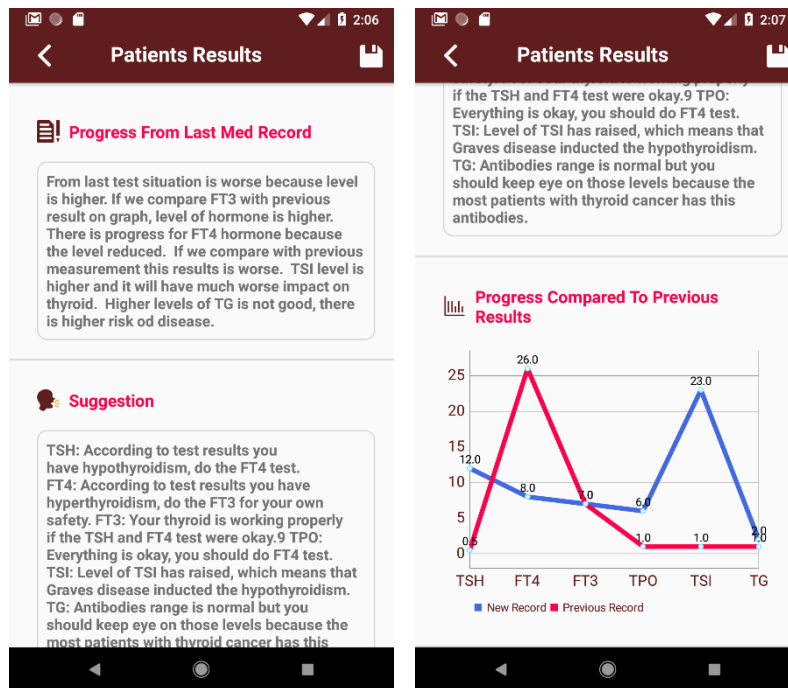 2:06
Patients Results
Progress From Last Med Record
From last test situation is worse because level
is higher. If we compare FT3 with previous
result on graph, level of hormone is higher.
There is progress for FT4 hormone because
the level reduced.  If we compare with previous
measurement this results is worse.  TSI level is
higher and it will have much worse impact on
thyroid.  Higher levels of TG is not good, there
is higher risk od disease.
Suggestion
TSH: According to test results you
have hypothyroidism, do the FT4 test.
FT4: According to test results you have
hyperthyroidism, do the FT3 for your own
safety. FT3: Your thyroid is working properly
if the TSH and FT4 test were okay.9 TPO:
Everything is okay, you should do FT4 test.
TSI: Level of TSI has raised, which means that
Graves disease inducted the hypothyroidism.
TG: Antibodies range is normal but you
should keep eye on those levels because the
most patients with thyroid cancer has this
2:07
Patients Results
safety. FT3: Your thyroid is working properly
if the TSH and FT4 test were okay.9 TPO:
Everything is okay, you should do FT4 test.
TSI: Level of TSI has raised, which means that
Graves disease inducted the hypothyroidism.
TG: Antibodies range is normal but you
should keep eye on those levels because the
most patients with thyroid cancer has this
antibodies.
Progress Compared To Previous
Results
26.0
25
23.0
20
15
12.0
10
8.0
7.0
6.0
5
2.0
1.0 1.0 1.0
0.5
0
TSH FT4 FT3 TPO TSI TG
New Record Previous Record